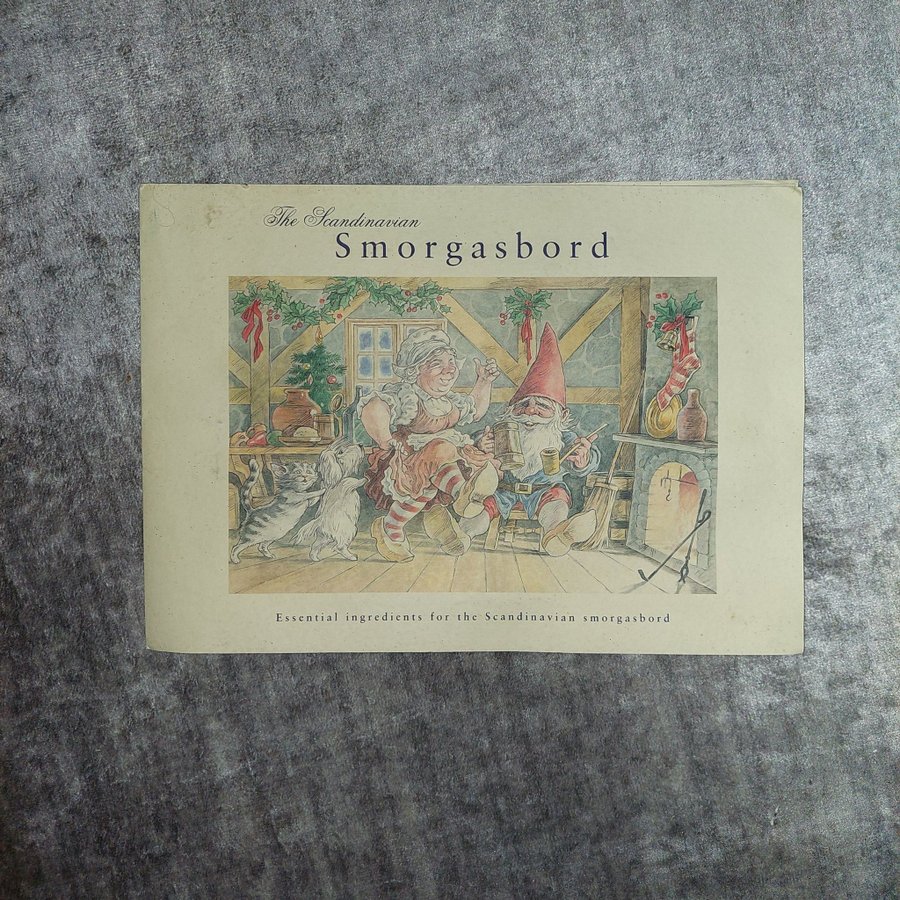 The Scandinavian
Smorgasbord
Essential ingredients for the Scandinavian smorgasbord